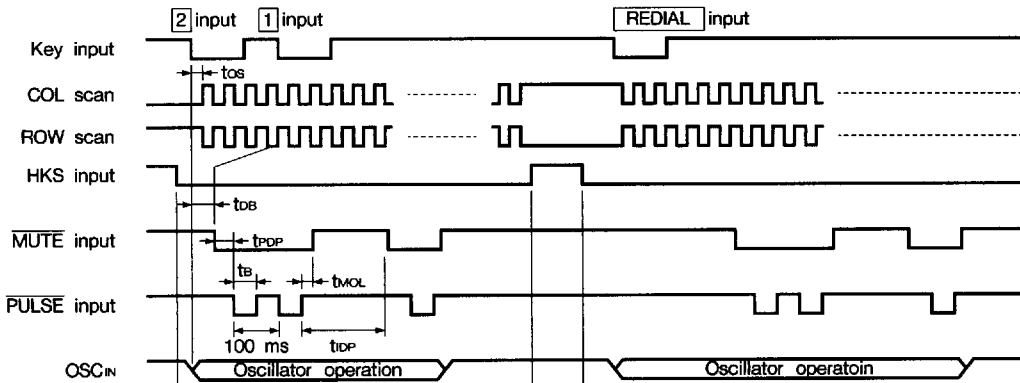 2 input
1 input
REDIAL input
Key input
tos
COL scan
ROW scan
HKS input
tDB
MUTE input
tPDP
tB
tMOL
PULSE input
100 ms
tIDP
OSCIN
Oscillator operation
Oscillator operatoin